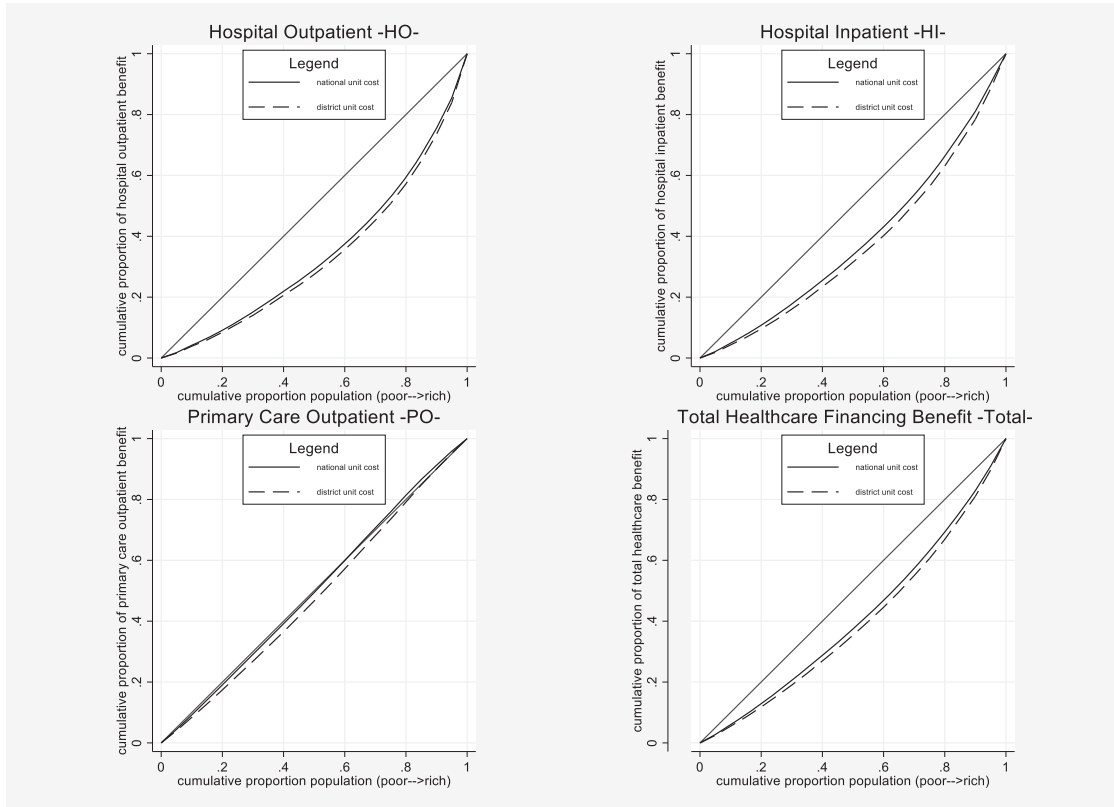 Hospital Outpatient -HO-
cumulative proportion of hospital outpatient benefit
Legend
national unit cost
district unit cost
1
.8
.6
.4
.2
0
0 .2 .4 .6 .8 1
cumulative proportion population (poor-->rich)
Hospital Inpatient -HI-
cumulative proportion of hospital inpatient benefit
Legend
national unit cost
district unit cost
1
.8
.6
.4
.2
0
0 .2 .4 .6 .8 1
cumulative proportion population (poor-->rich)
Primary Care Outpatient -PO-
cumulative proportion of primary care outpatient benefit
Legend
national unit cost
district unit cost
1
.8
.6
.4
.2
0
0 .2 .4 .6 .8 1
cumulative proportion population (poor-->rich)
Total Healthcare Financing Benefit -Total-
cumulative proportion of total healthcare benefit
Legend
national unit cost
district unit cost
1
.8
.6
.4
.2
0
0 .2 .4 .6 .8 1
cumulative proportion population (poor-->rich)